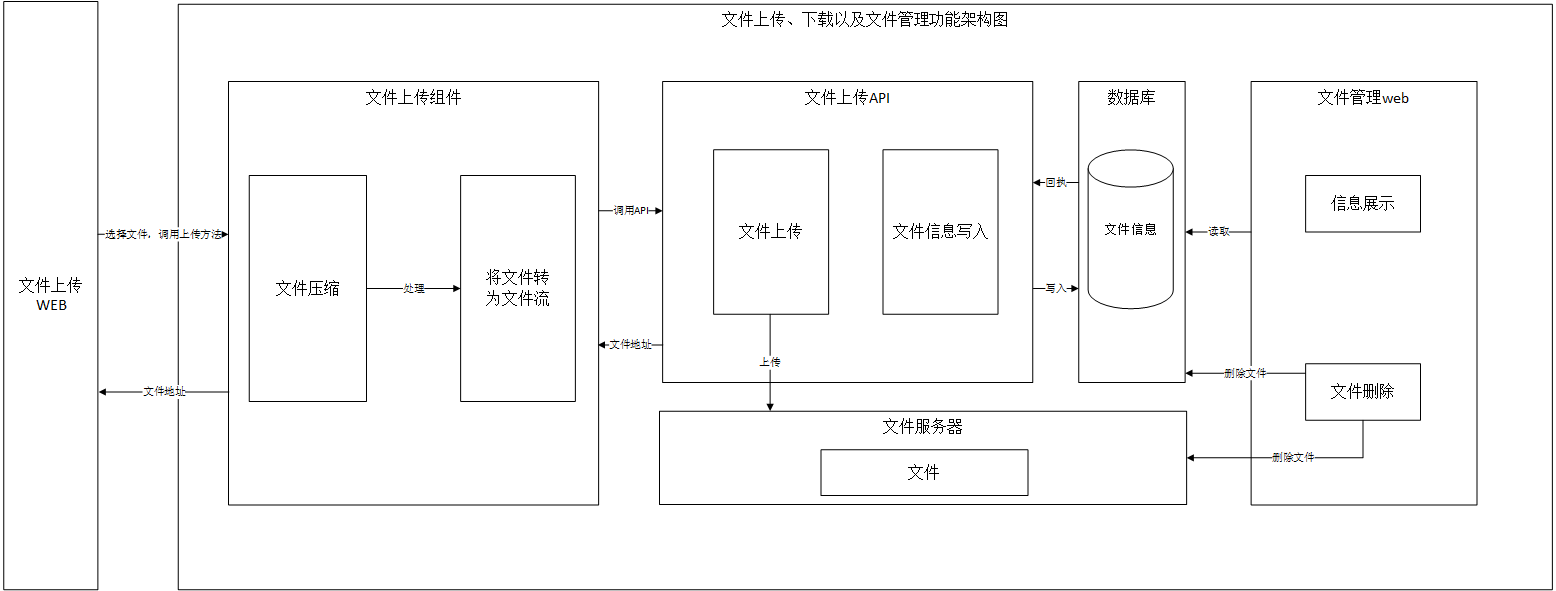 文件上传、下载以及文件管理功能架构图
文件上传
WEB
选择文件，调用上传方法
文件地址
文件上传组件
文件压缩
处理
将文件转
为文件流
调用API
文件地址
文件上传API
文件上传
文件信息写入
上传
回执
写入
数据库
文件信息
读取
删除文件
删除文件
文件管理web
信息展示
文件删除
文件服务器
文件